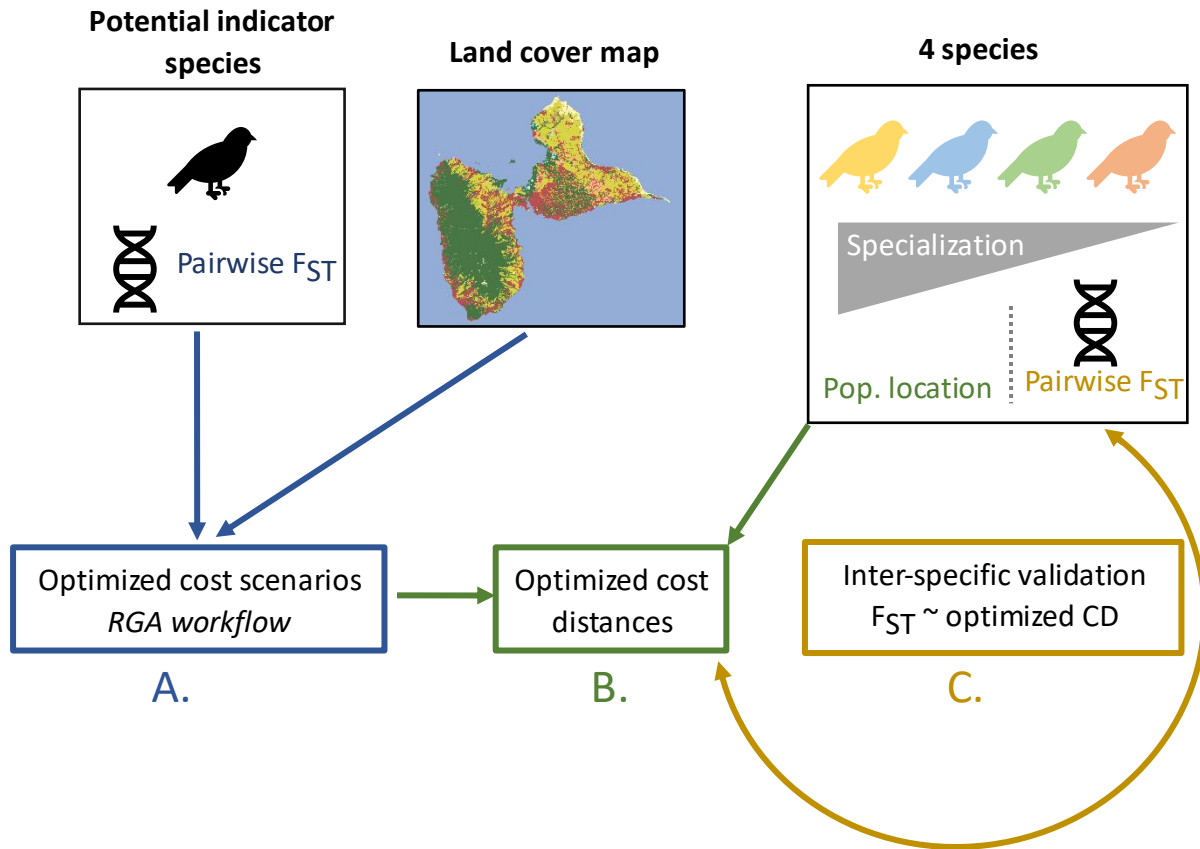 Potential indicator
species
Land cover map
4 species
Pairwise FST
Specialization
Pop. location
Pairwise FST
Optimized cost scenarios
RGA workflow
Optimized cost
distances
Inter-specific validation
FST ~ optimized CD
A.
B.
C.